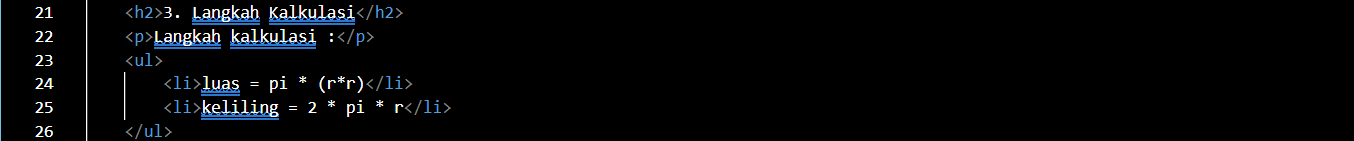 21 <h2>3. Langkah Kalkulasi</h2>
22 <p>Langkah kalkulasi :</p>
23 <ul>
24 <li>luas = pi * (r*r)</li>
25 <li>keliling = 2 * pi * r</li>
26 </ul>